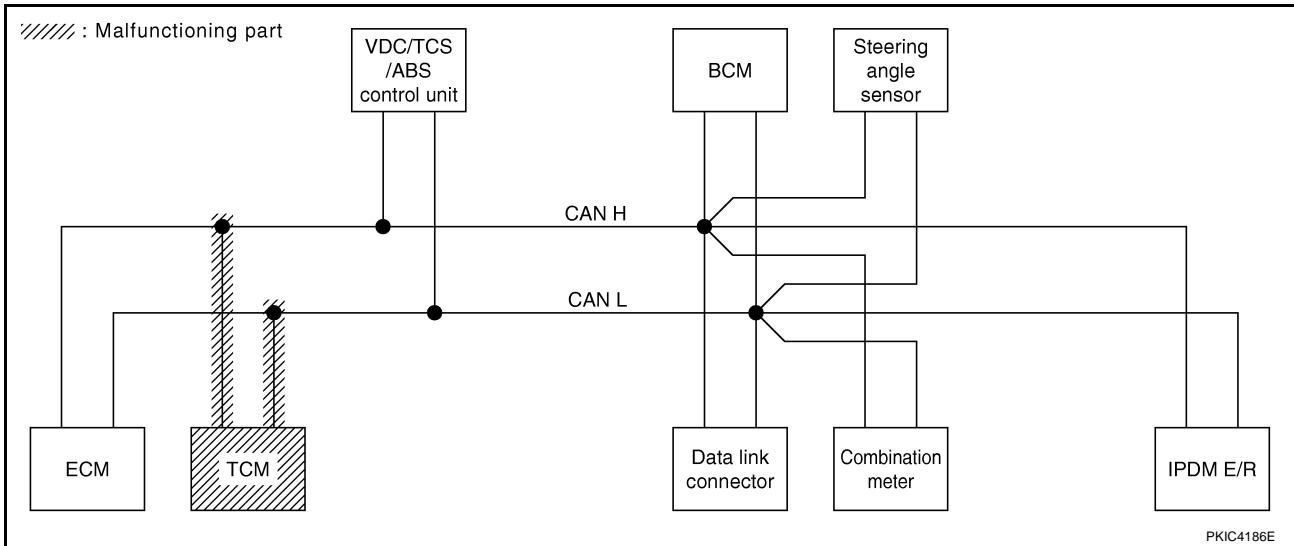 : Malfunctioning part
VDC/TCS
/ABS
control unit
BCM
Steering
angle
sensor
CAN H
CAN L
ECM
TCM
Data link
connector
Combination
meter
IPDM E/R
PKIC4186E